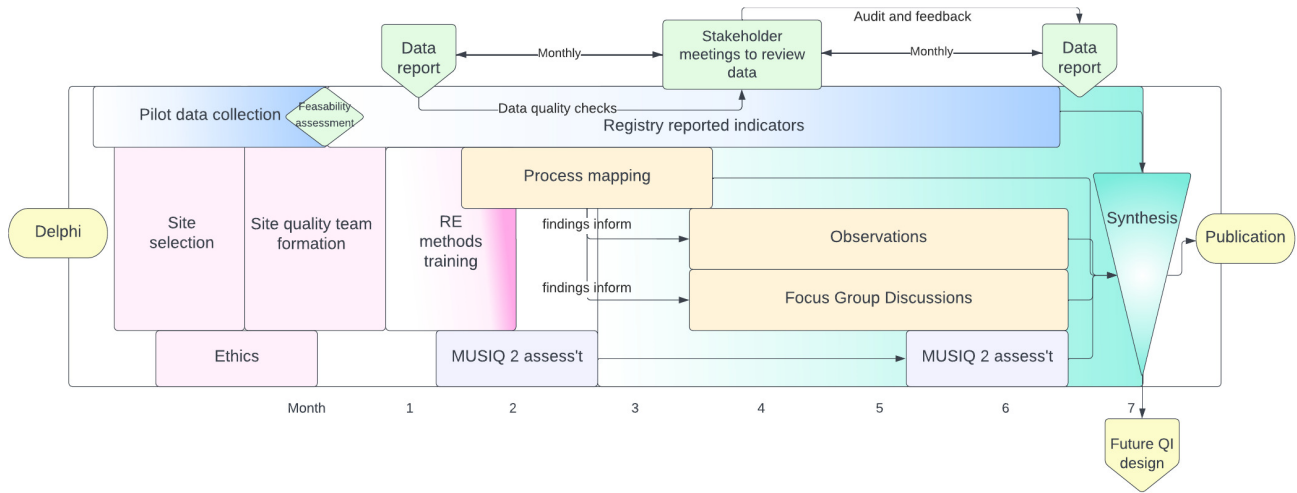 Audit and feedback
Data
report
Monthly
Stakeholder
meetings to review
data
Monthly
Data
report
Pilot data collection
Feasability
assessment
Data quality checks
Registry reported indicators
Process mapping
Delphi
Site
selection
Site quality team
formation
RE
methods
training
findings inform
Observations
Synthesis
Publication
findings inform
Focus Group Discussions
Ethics
MUSIQ 2 assess't
MUSIQ 2 assess't
Month
1
2
3
4
5
6
7
Future QI
design